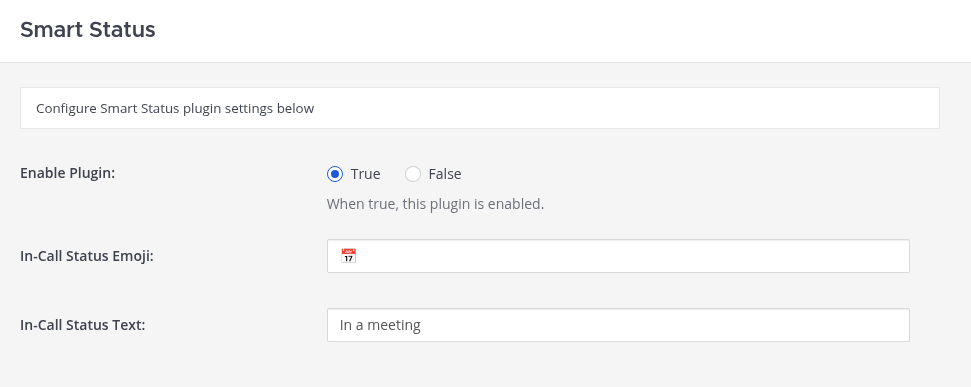 Smart Status
Configure Smart Status plugin settings below
Enable Plugin:
True
False
When true, this plugin is enabled.
In-Call Status Emoji:
📅
In-Call Status Text:
In a meeting